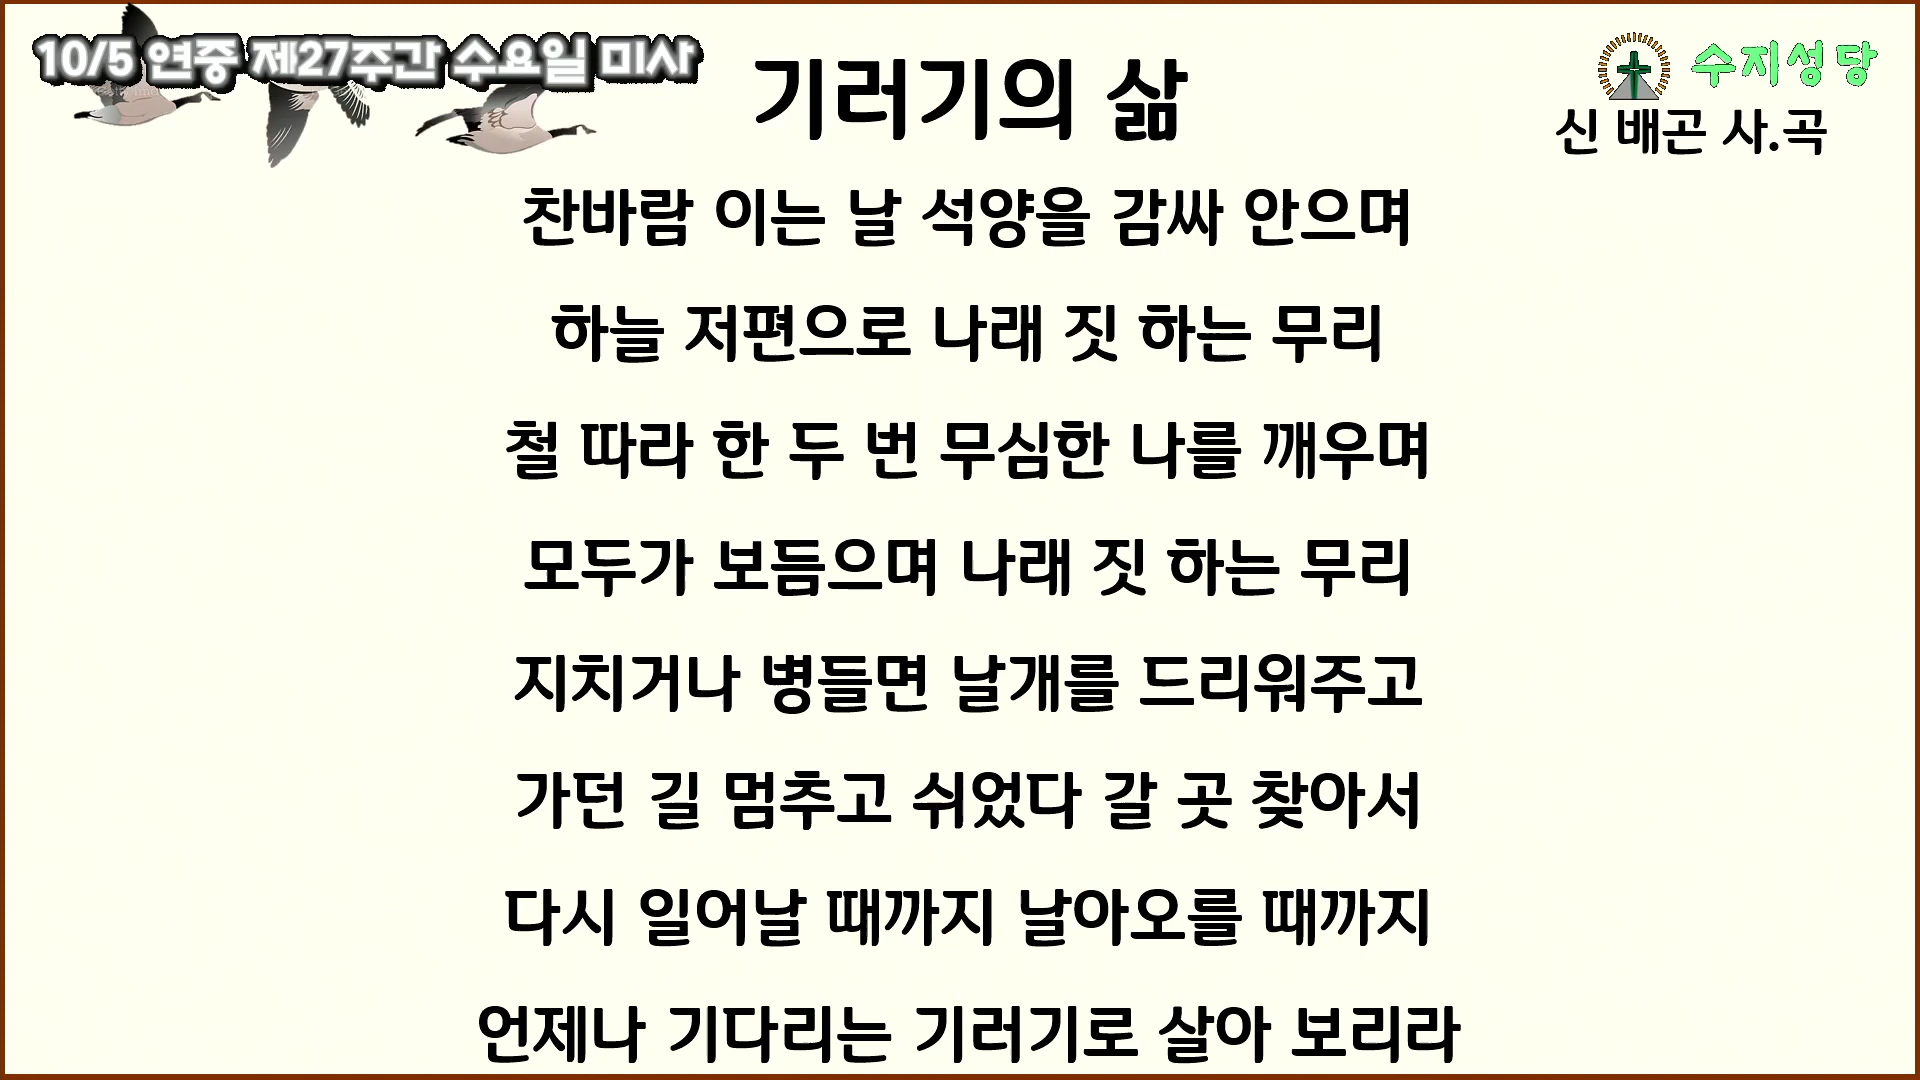 10/5 연중 제27주간 수요일 미사
기러기의 삶
수지성당
신 배곤 사.곡
찬바람 이는 날 석양을 감싸 안으며
하늘 저편으로 나래 짓 하는 무리
철 따라 한 두 번 무심한 나를 깨우며
모두가 보듬으며 나래 짓 하는 무리
지치거나 병들면 날개를 드리워주고
가던 길 멈추고 쉬었다 갈 곳 찾아서
다시 일어날 때까지 날아오를 때까지
언제나 기다리는 기러기로 살아 보리라